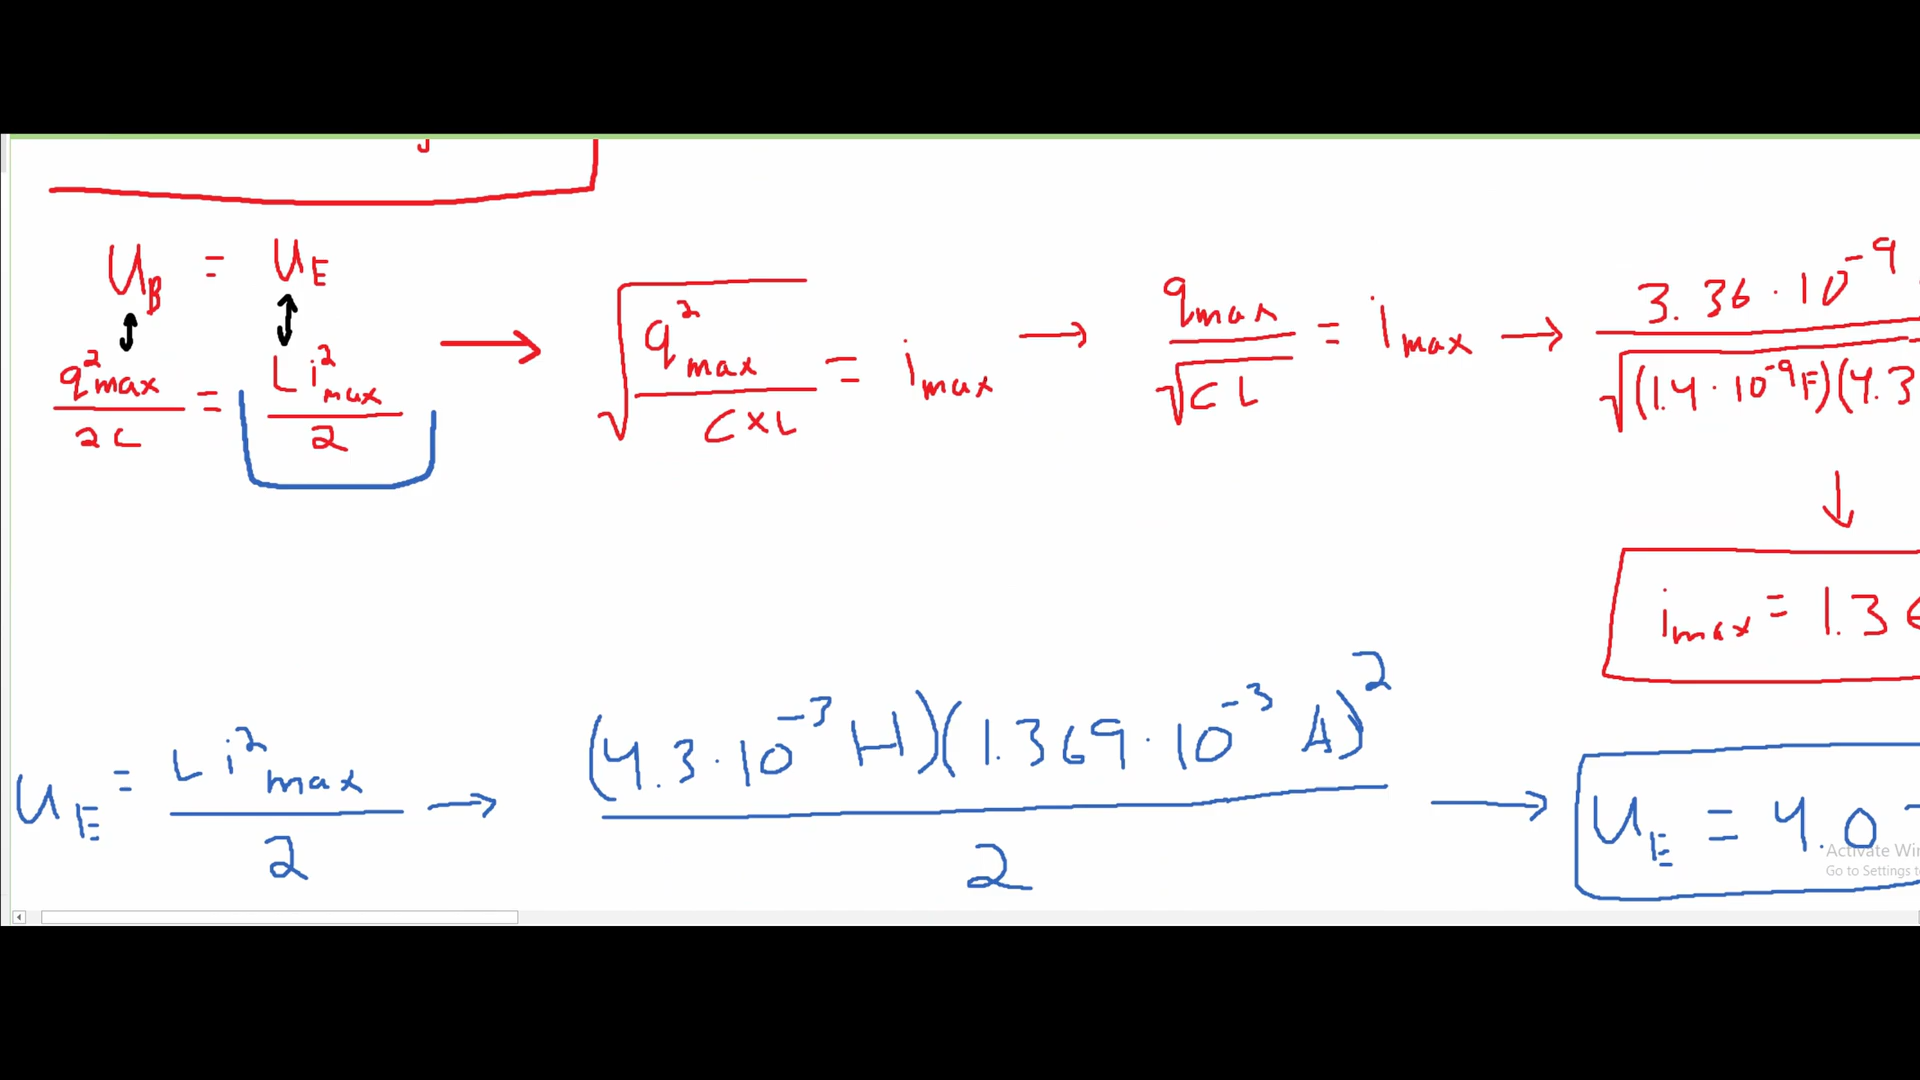 U_B = U_E
q²max / 2C = L i²max / 2 → √(q²max / C×L) = imax → qmax / √CL = imax → 3.36 · 10⁻⁹ / √(1.4 · 10⁻⁹F)(4.3
↓
imax = 1.36
U_E = L i²max / 2 → (4.3 · 10⁻³ H)(1.369 · 10⁻³ A)² / 2 → U_E = 4.0
Activate Win
Go to Settings t